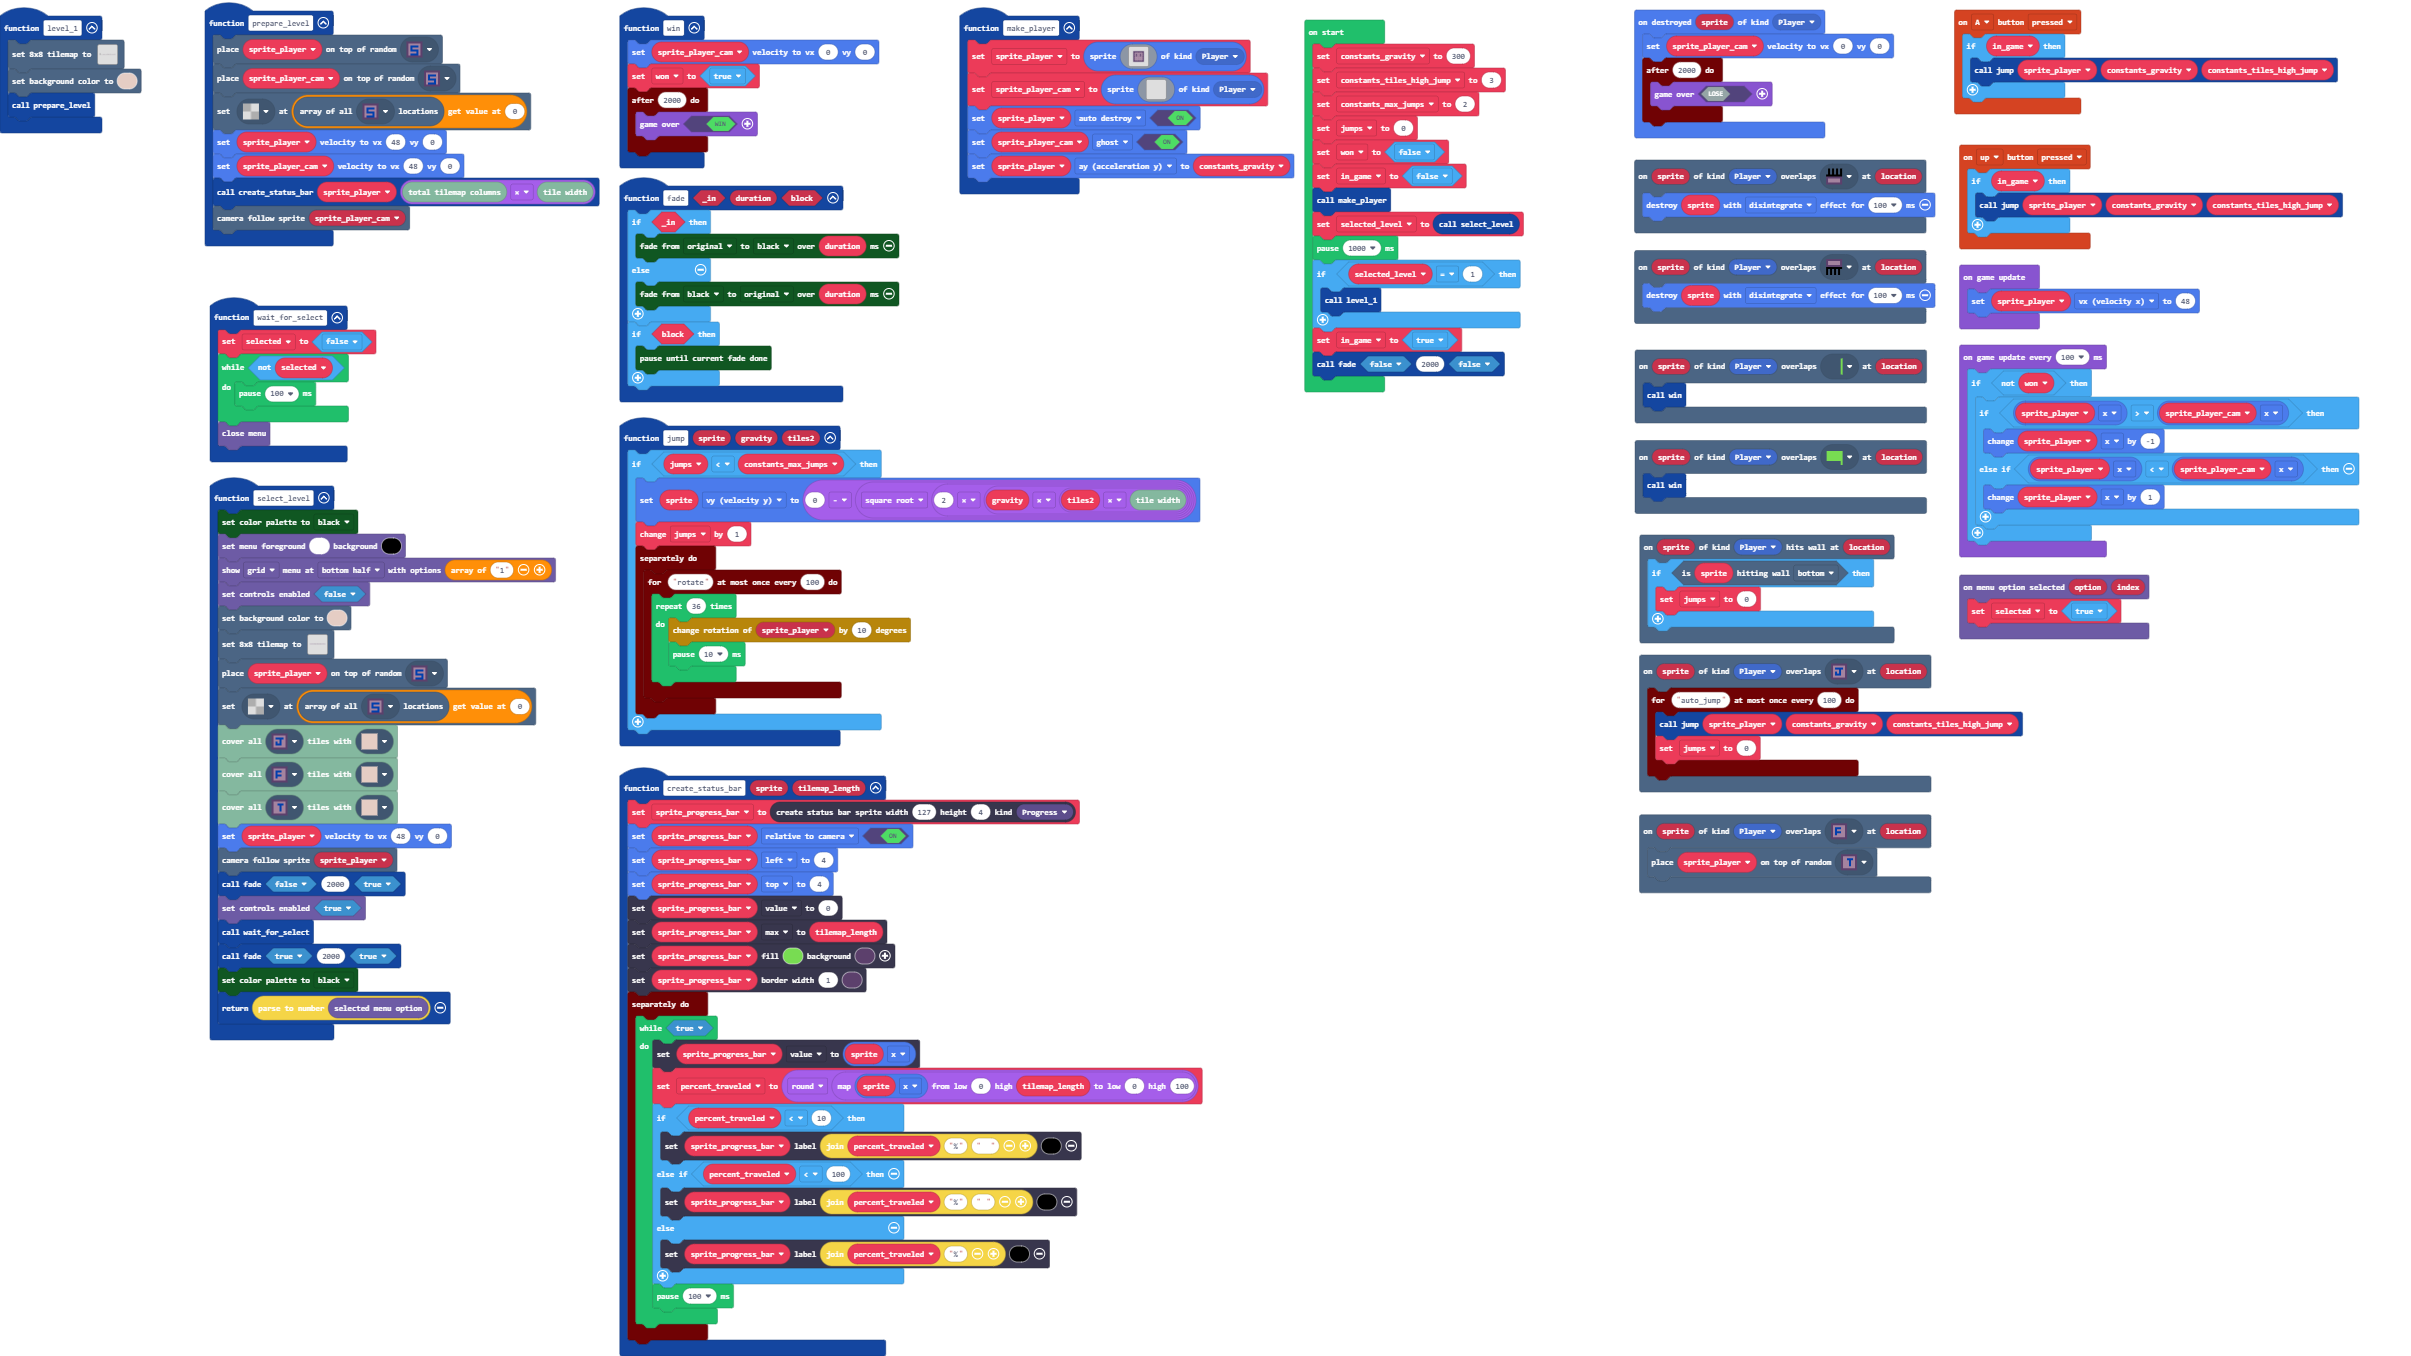 function level_1
set 8x8 tilemap to
set background color to
call prepare_level
function prepare_level
place sprite_player on top of random S
place sprite_player_cam on top of random S
set at array of all S locations get value at 0
set sprite_player velocity to vx 48 vy 0
set sprite_player_cam velocity to vx 48 vy 0
call create_status_bar sprite_player total tilemap columns × tile width
camera follow sprite sprite_player_cam
function wait_for_select
set selected to false
while not selected
do
pause 100 ms
close menu
function select_level
set color palette to black
set menu foreground background
show grid menu at bottom half with options array of "1"
set controls enabled false
set background color to
set 8x8 tilemap to
place sprite_player on top of random S
set at array of all S locations get value at 0
cover all J tiles with
cover all F tiles with
cover all T tiles with
set sprite_player velocity to vx 48 vy 0
camera follow sprite sprite_player
call fade false 2000 true
set controls enabled true
call wait_for_select
call fade true 2000 true
set color palette to black
return parse to number selected menu option
function win
set sprite_player_cam velocity to vx 0 vy 0
set won to true
after 2000 do
game over WIN
function fade _in duration block
if _in then
fade from original to black over duration ms
else
fade from black to original over duration ms
if block then
pause until current fade done
function jump sprite gravity tiles2
if jumps < constants_max_jumps then
set sprite vy (velocity y) to 0 - square root 2 × gravity × tiles2 × tile width
change jumps by 1
separately do
for "rotate" at most once every 100 do
repeat 36 times
do
change rotation of sprite_player by 10 degrees
pause 10 ms
function create_status_bar sprite tilemap_length
set sprite_progress_bar to create status bar sprite width 127 height 4 kind Progress
set sprite_progress_bar relative to camera ON
set sprite_progress_bar left to 4
set sprite_progress_bar top to 4
set sprite_progress_bar value to 0
set sprite_progress_bar max to tilemap_length
set sprite_progress_bar fill background
set sprite_progress_bar border width 1
separately do
while true
do
set sprite_progress_bar value to sprite x
set percent_traveled to round map sprite x from low 0 high tilemap_length to low 0 high 100
if percent_traveled < 10 then
set sprite_progress_bar label join percent_traveled "%" "  "
else if percent_traveled < 100 then
set sprite_progress_bar label join percent_traveled "%" " "
else
set sprite_progress_bar label join percent_traveled "%"
pause 100 ms
function make_player
set sprite_player to sprite of kind Player
set sprite_player_cam to sprite of kind Player
set sprite_player auto destroy ON
set sprite_player_cam ghost ON
set sprite_player ay (acceleration y) to constants_gravity
on start
set constants_gravity to 300
set constants_tiles_high_jump to 3
set constants_max_jumps to 2
set jumps to 0
set won to false
set in_game to false
call make_player
set selected_level to call select_level
pause 1000 ms
if selected_level = 1 then
call level_1
set in_game to true
call fade false 2000 false
on destroyed sprite of kind Player
set sprite_player_cam velocity to vx 0 vy 0
after 2000 do
game over LOSE
on sprite of kind Player overlaps at location
destroy sprite with disintegrate effect for 100 ms
on sprite of kind Player overlaps at location
destroy sprite with disintegrate effect for 100 ms
on sprite of kind Player overlaps at location
call win
on sprite of kind Player overlaps at location
call win
on sprite of kind Player hits wall at location
if is sprite hitting wall bottom then
set jumps to 0
on sprite of kind Player overlaps J at location
for "auto_jump" at most once every 100 do
call jump sprite_player constants_gravity constants_tiles_high_jump
set jumps to 0
on sprite of kind Player overlaps F at location
place sprite_player on top of random T
on A button pressed
if in_game then
call jump sprite_player constants_gravity constants_tiles_high_jump
on up button pressed
if in_game then
call jump sprite_player constants_gravity constants_tiles_high_jump
on game update
set sprite_player vx (velocity x) to 48
on game update every 100 ms
if not won then
if sprite_player x > sprite_player_cam x then
change sprite_player x by -1
else if sprite_player x < sprite_player_cam x then
change sprite_player x by 1
on menu option selected option index
set selected to true